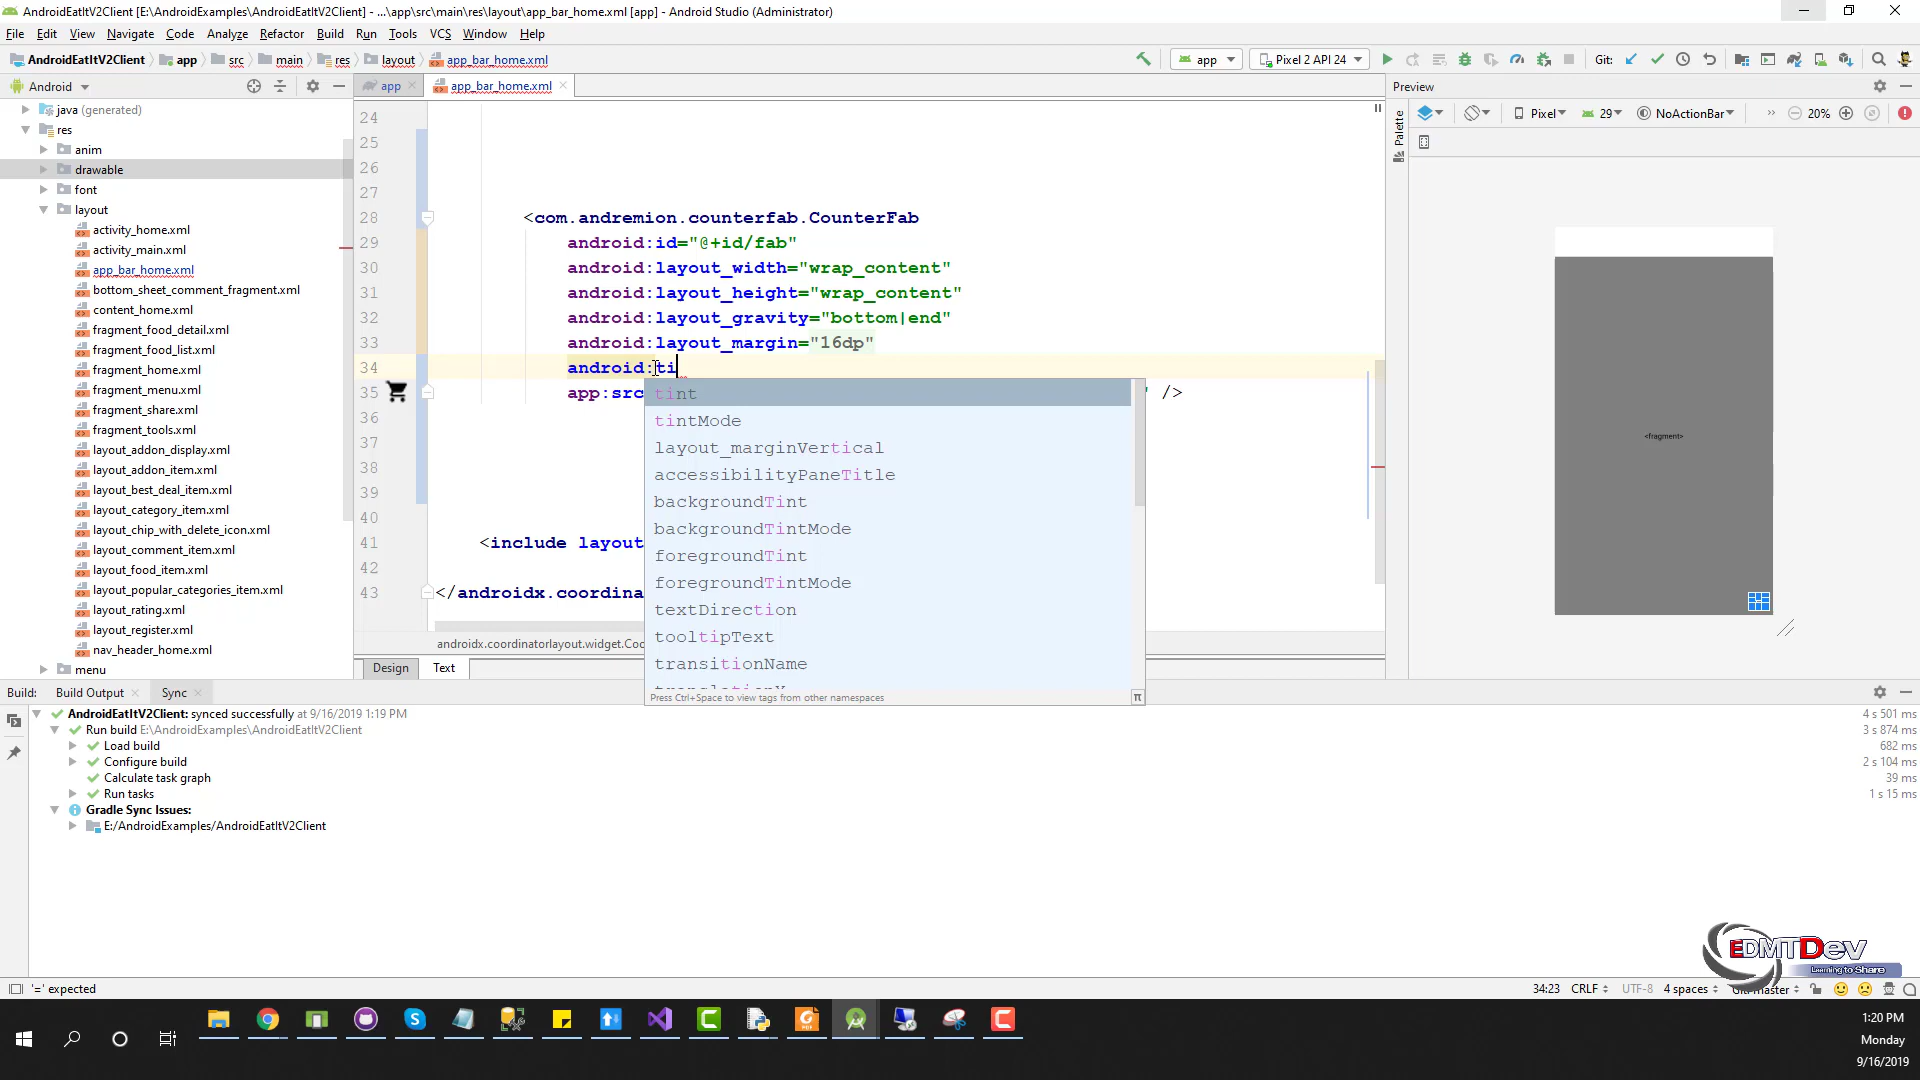 AndroidEatItV2Client [E:\AndroidExamples\AndroidEatItV2Client] - ...\app\src\main\res\layout\app_bar_home.xml [app] - Android Studio (Administrator)
File Edit View Navigate Code Analyze Refactor Build Run Tools VCS Window Help
AndroidEatItV2Client app src main res layout app_bar_home.xml app Pixel 2 API 24 Git:
Android app app_bar_home.xml Preview
java (generated)
res
anim
drawable
font
layout
activity_home.xml
activity_main.xml
app_bar_home.xml
bottom_sheet_comment_fragment.xml
content_home.xml
fragment_food_detail.xml
fragment_food_list.xml
fragment_home.xml
fragment_menu.xml
fragment_share.xml
fragment_tools.xml
layout_addon_display.xml
layout_addon_item.xml
layout_best_deal_item.xml
layout_category_item.xml
layout_chip_with_delete_icon.xml
layout_comment_item.xml
layout_food_item.xml
layout_popular_categories_item.xml
layout_rating.xml
layout_register.xml
nav_header_home.xml
menu
24
25
26
27
28 <com.andremion.counterfab.CounterFab
29 android:id="@+id/fab"
30 android:layout_width="wrap_content"
31 android:layout_height="wrap_content"
32 android:layout_gravity="bottom|end"
33 android:layout_margin="16dp"
34 android:ti
35 app:src " />
36
37
38
39
40
41 <include layout
42
43 </androidx.coordina
tint
tintMode
layout_marginVertical
accessibilityPaneTitle
backgroundTint
backgroundTintMode
foregroundTint
foregroundTintMode
textDirection
tooltipText
transitionName
Press Ctrl+Space to view tags from other namespaces
π
androidx.coordinatorlayout.widget.Coo
Design Text
Palette
Pixel 29 NoActionBar » 20%
<fragment>
Build: Build Output Sync
AndroidEatItV2Client: synced successfully at 9/16/2019 1:19 PM 4 s 501 ms
Run build E:\AndroidExamples\AndroidEatItV2Client 3 s 874 ms
Load build 682 ms
Configure build 2 s 104 ms
Calculate task graph 39 ms
Run tasks 1 s 15 ms
Gradle Sync Issues:
E:/AndroidExamples/AndroidEatItV2Client
EDMTDev
Learning to Share
'=' expected 34:23 CRLF UTF-8 4 spaces Git: master
1:20 PM
Monday
9/16/2019